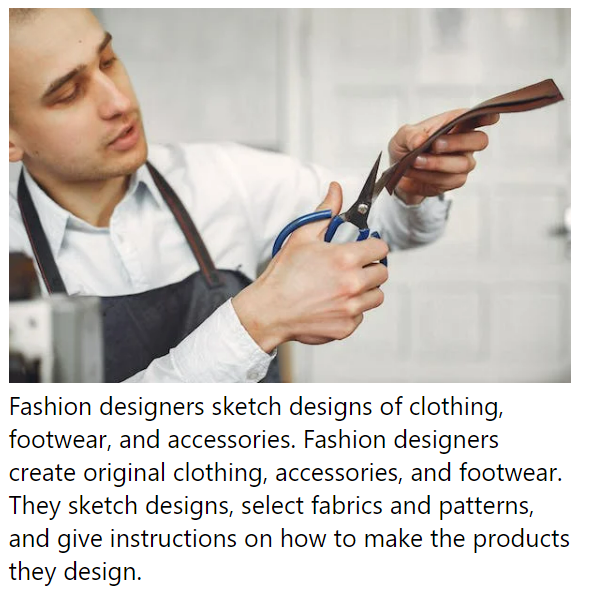 Fashion designers sketch designs of clothing,
footwear, and accessories. Fashion designers
create original clothing, accessories, and footwear.
They sketch designs, select fabrics and patterns,
and give instructions on how to make the products
they design.